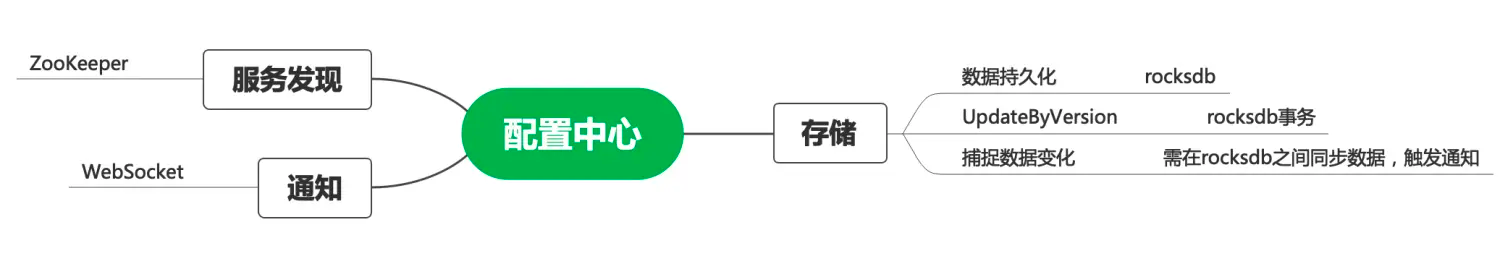 配置中心
服务发现
ZooKeeper
通知
WebSocket
存储
数据持久化 rocksdb
UpdateByVersion rocksdb事务
捕捉数据变化 需在rocksdb之间同步数据，触发通知